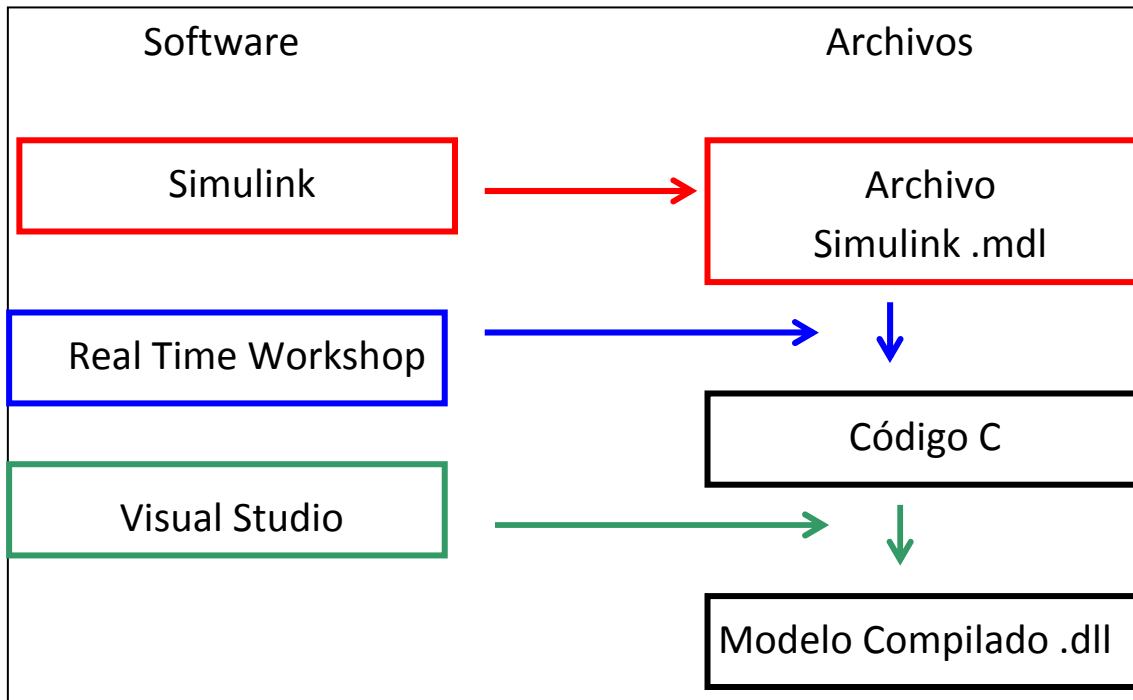 Software
Archivos
Simulink
Archivo
Simulink .mdl
Real Time Workshop
Código C
Visual Studio
Modelo Compilado .dll